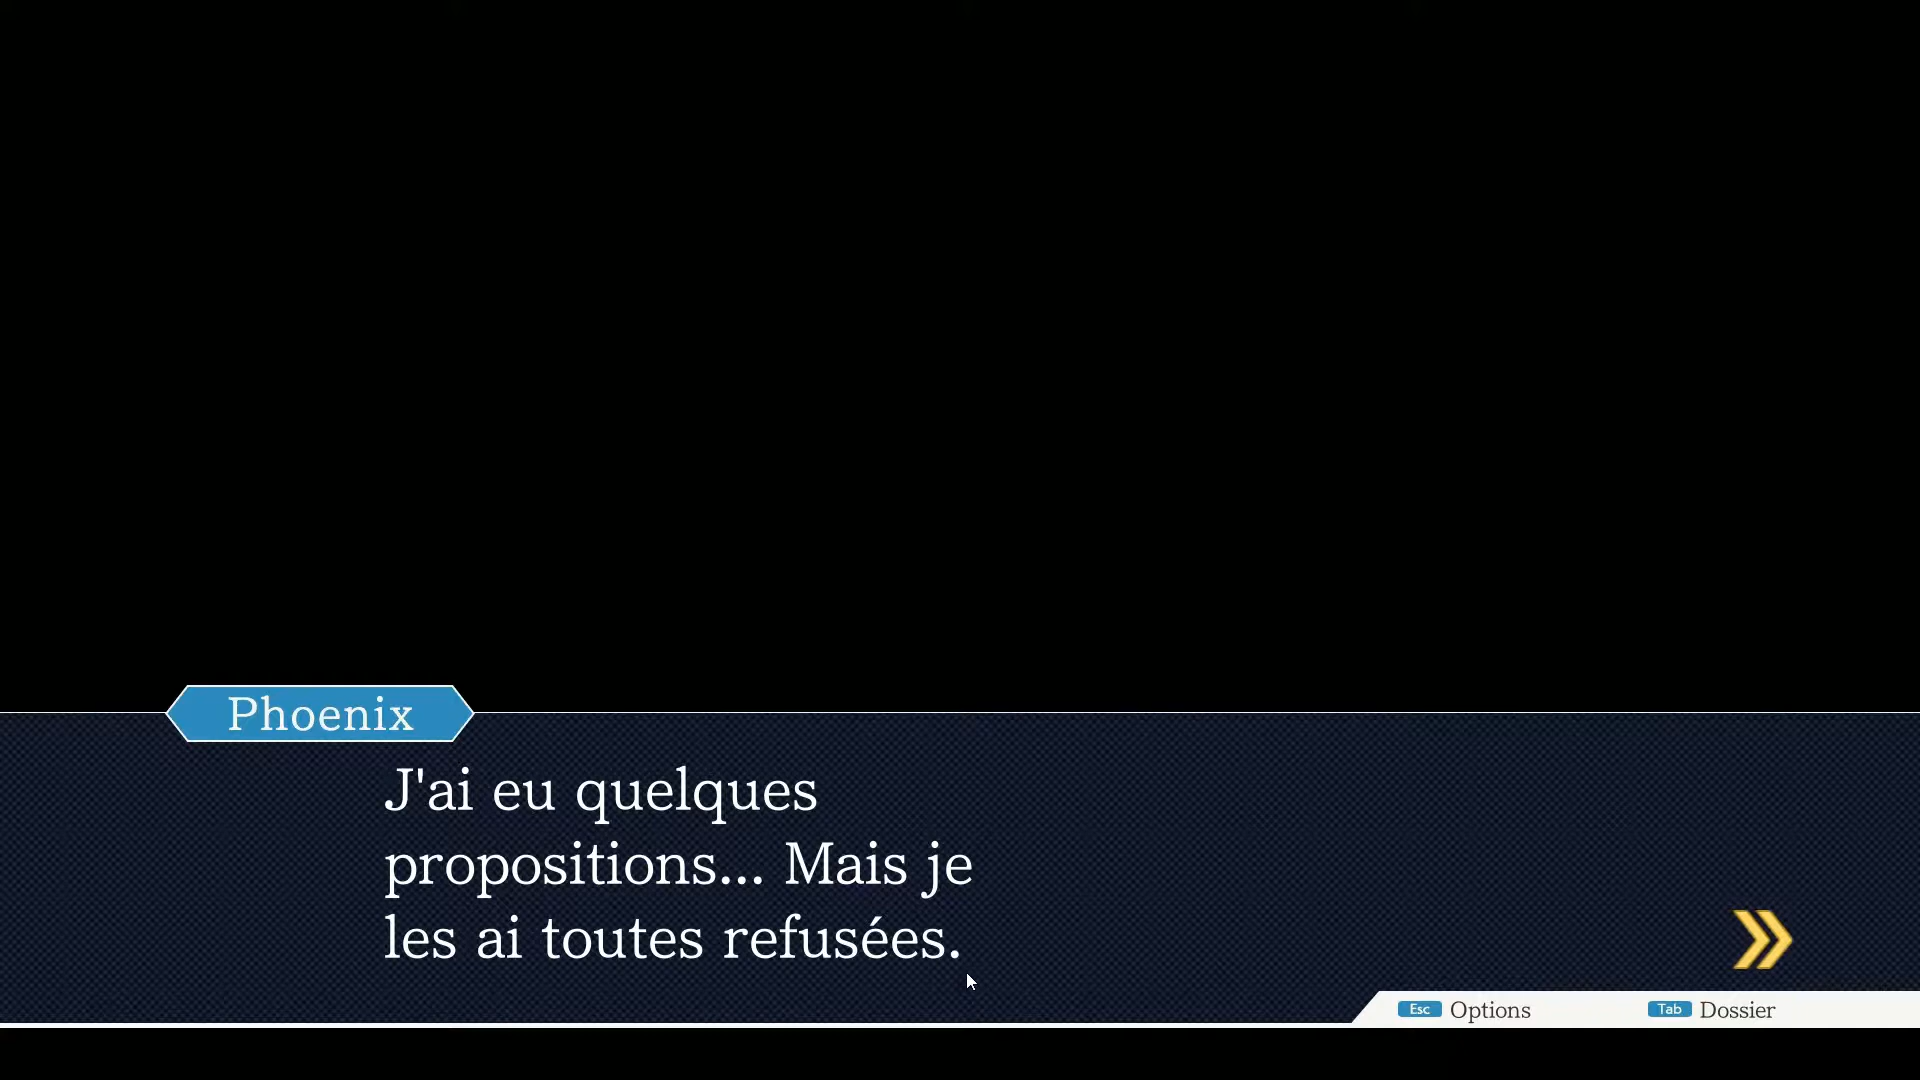 Phoenix
J'ai eu quelques
propositions... Mais je
les ai toutes refusées.
Esc Options Tab Dossier